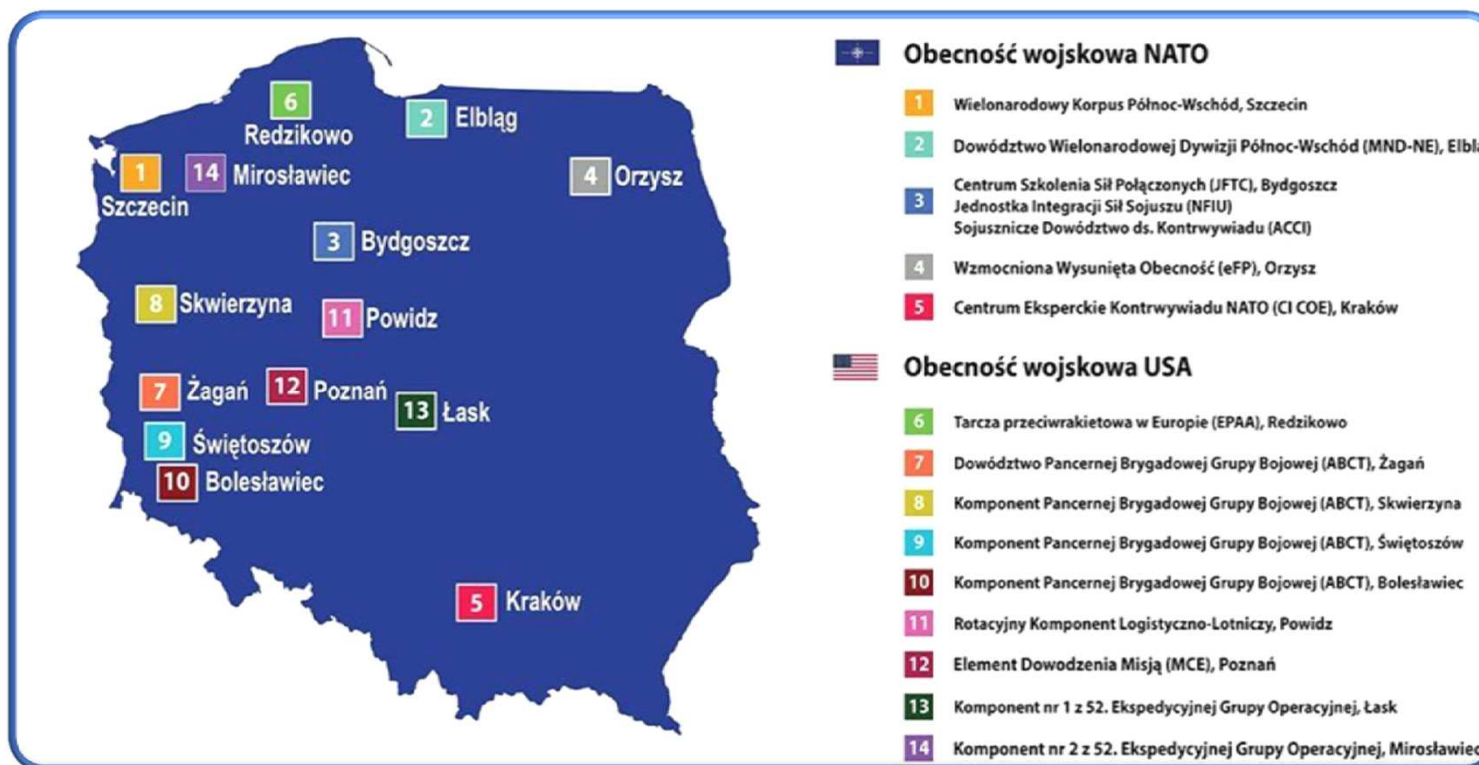 6
Redzikowo
2 Elbląg
1
Szczecin
14 Mirosławiec
4 Orzysz
3 Bydgoszcz
8 Skwierzyna
11 Powidz
7 Żagań
12 Poznań
13 Łask
9 Świętoszów
10 Bolesławiec
5 Kraków
Obecność wojskowa NATO
1 Wielonarodowy Korpus Północ-Wschód, Szczecin
2 Dowództwo Wielonarodowej Dywizji Północ-Wschód (MND-NE), Elbla
3 Centrum Szkolenia Sił Połączonych (JFTC), Bydgoszcz
Jednostka Integracji Sił Sojuszu (NFIU)
Sojusznicze Dowództwo ds. Kontrwywiadu (ACCI)
4 Wzmocniona Wysunięta Obecność (eFP), Orzysz
5 Centrum Eksperckie Kontrwywiadu NATO (CI COE), Kraków
Obecność wojskowa USA
6 Tarcza przeciwrakietowa w Europie (EPAA), Redzikowo
7 Dowództwo Pancernej Brygadowej Grupy Bojowej (ABCT), Żagań
8 Komponent Pancernej Brygadowej Grupy Bojowej (ABCT), Skwierzyna
9 Komponent Pancernej Brygadowej Grupy Bojowej (ABCT), Świętoszów
10 Komponent Pancernej Brygadowej Grupy Bojowej (ABCT), Bolesławiec
11 Rotacyjny Komponent Logistyczno-Lotniczy, Powidz
12 Element Dowodzenia Misją (MCE), Poznań
13 Komponent nr 1 z 52. Ekspedycyjnej Grupy Operacyjnej, Łask
14 Komponent nr 2 z 52. Ekspedycyjnej Grupy Operacyjnej, Mirosławiec